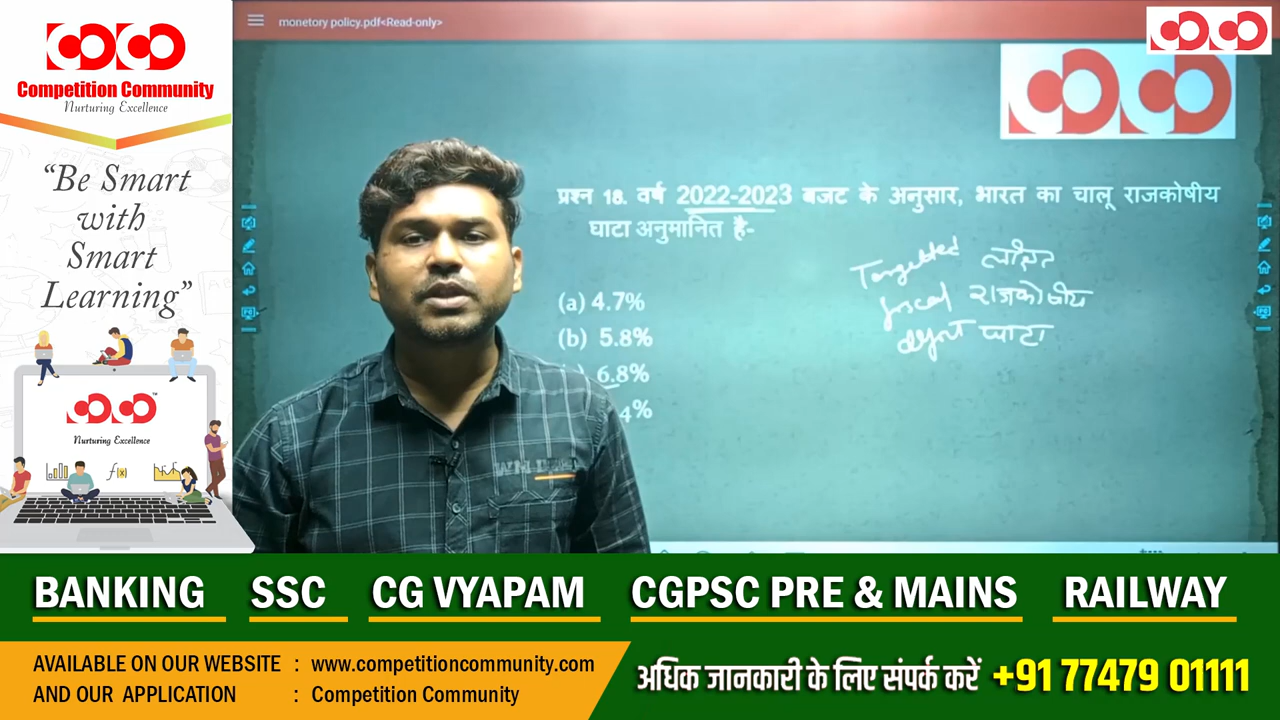 Competition Community
Nurturing Excellence
“Be Smart
with
Smart
Learning”
Nurturing Excellence
f(x)
monetory policy.pdf<Read-only>
प्रश्न 18. वर्ष 2022-2023 बजट के अनुसार, भारत का चालू राजकोषीय
घाटा अनुमानित है-
(a) 4.7%
(b) 5.8%
6.8%
4%
Targetted लक्षित
fiscal राजकोषीय
घाटा
BANKING SSC CG VYAPAM CGPSC PRE & MAINS RAILWAY
AVAILABLE ON OUR WEBSITE : www.competitioncommunity.com
AND OUR APPLICATION : Competition Community
अधिक जानकारी के लिए संपर्क करें +91 77479 01111